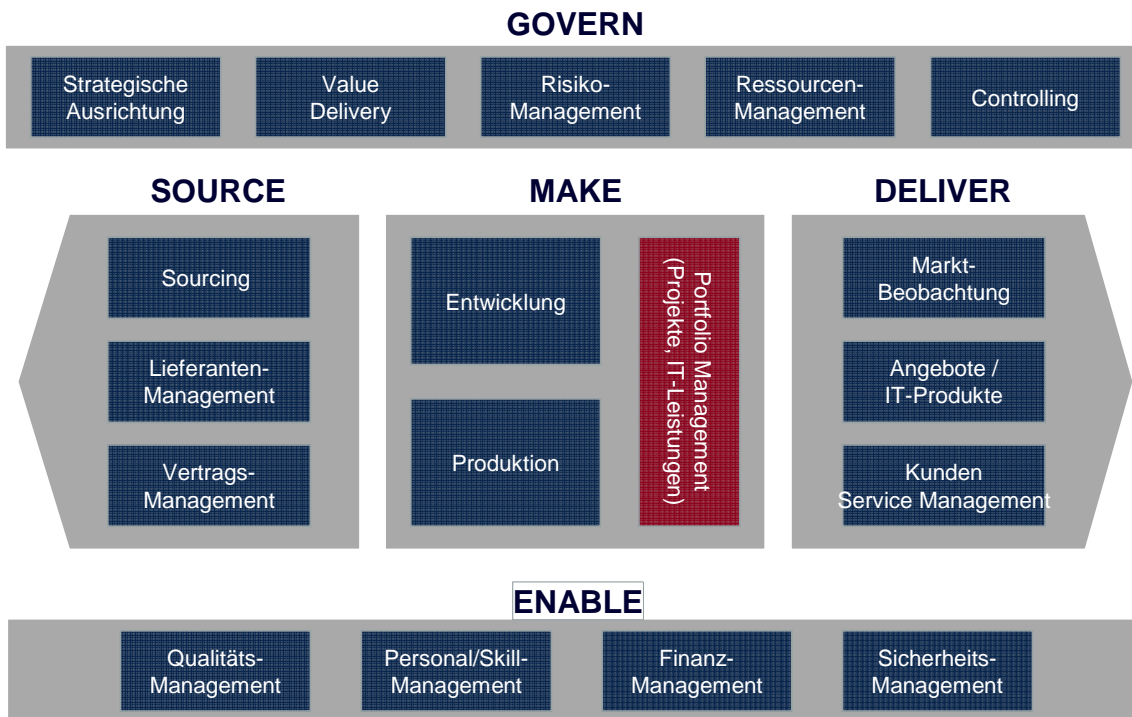 GOVERN
Strategische
Ausrichtung
Value
Delivery
Risiko-
Management
Ressourcen-
Management
Controlling
SOURCE
Sourcing
Lieferanten-
Management
Vertrags-
Management
MAKE
Entwicklung
Produktion
Portfolio Management
(Projekte, IT-Leistungen)
DELIVER
Markt-
Beobachtung
Angebote /
IT-Produkte
Kunden
Service Management
ENABLE
Qualitäts-
Management
Personal/Skill-
Management
Finanz-
Management
Sicherheits-
Management